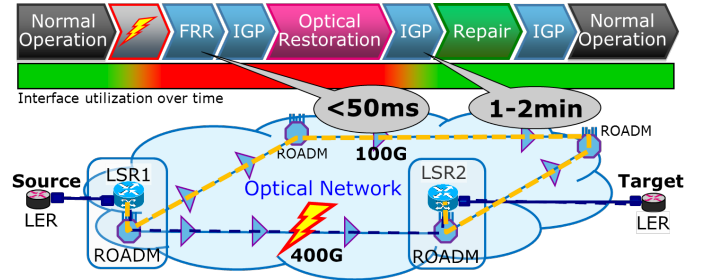 Normal
Operation
FRR
IGP
Optical
Restoration
IGP
Repair
IGP
Normal
Operation
Interface utilization over time
<50ms
1-2min
ROADM
ROADM
100G
Source
LSR1
Optical Network
LSR2
Target
LER
LER
ROADM
400G
ROADM